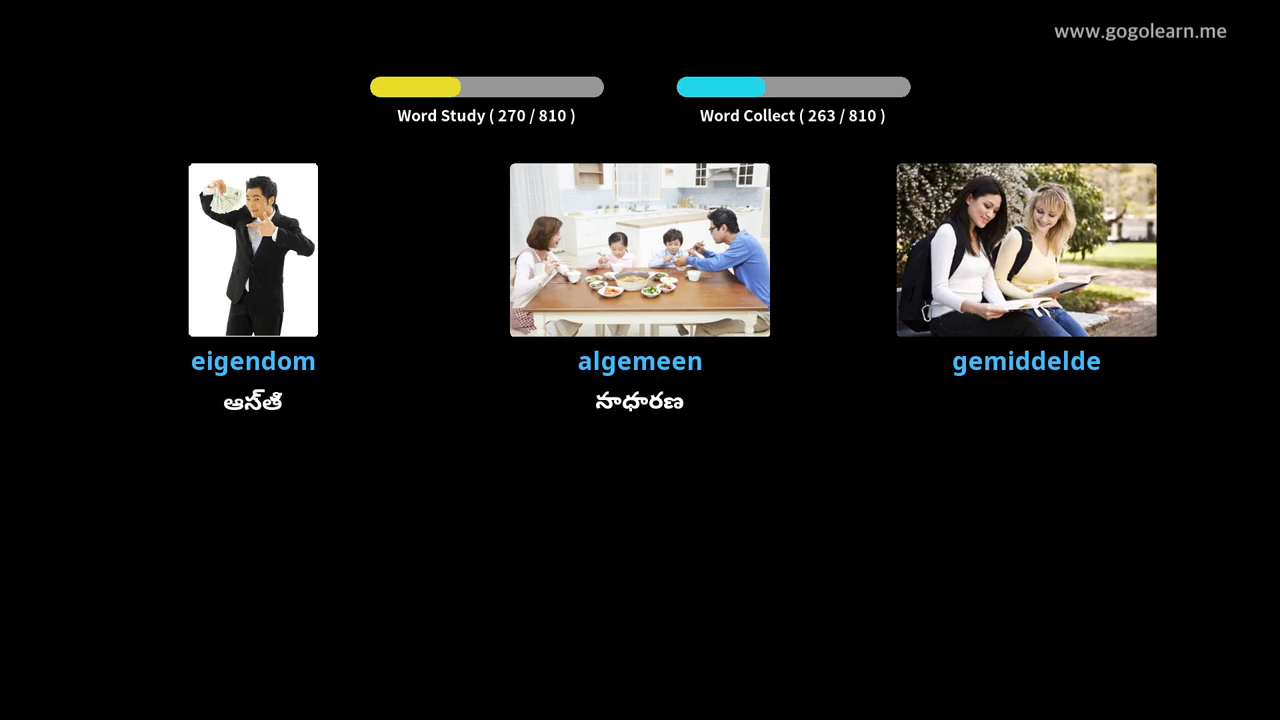 www.gogolearn.me
Word Study ( 270 / 810 )
Word Collect ( 263 / 810 )
eigendom
algemeen
gemiddelde
ఆస్తి
సాధారణ